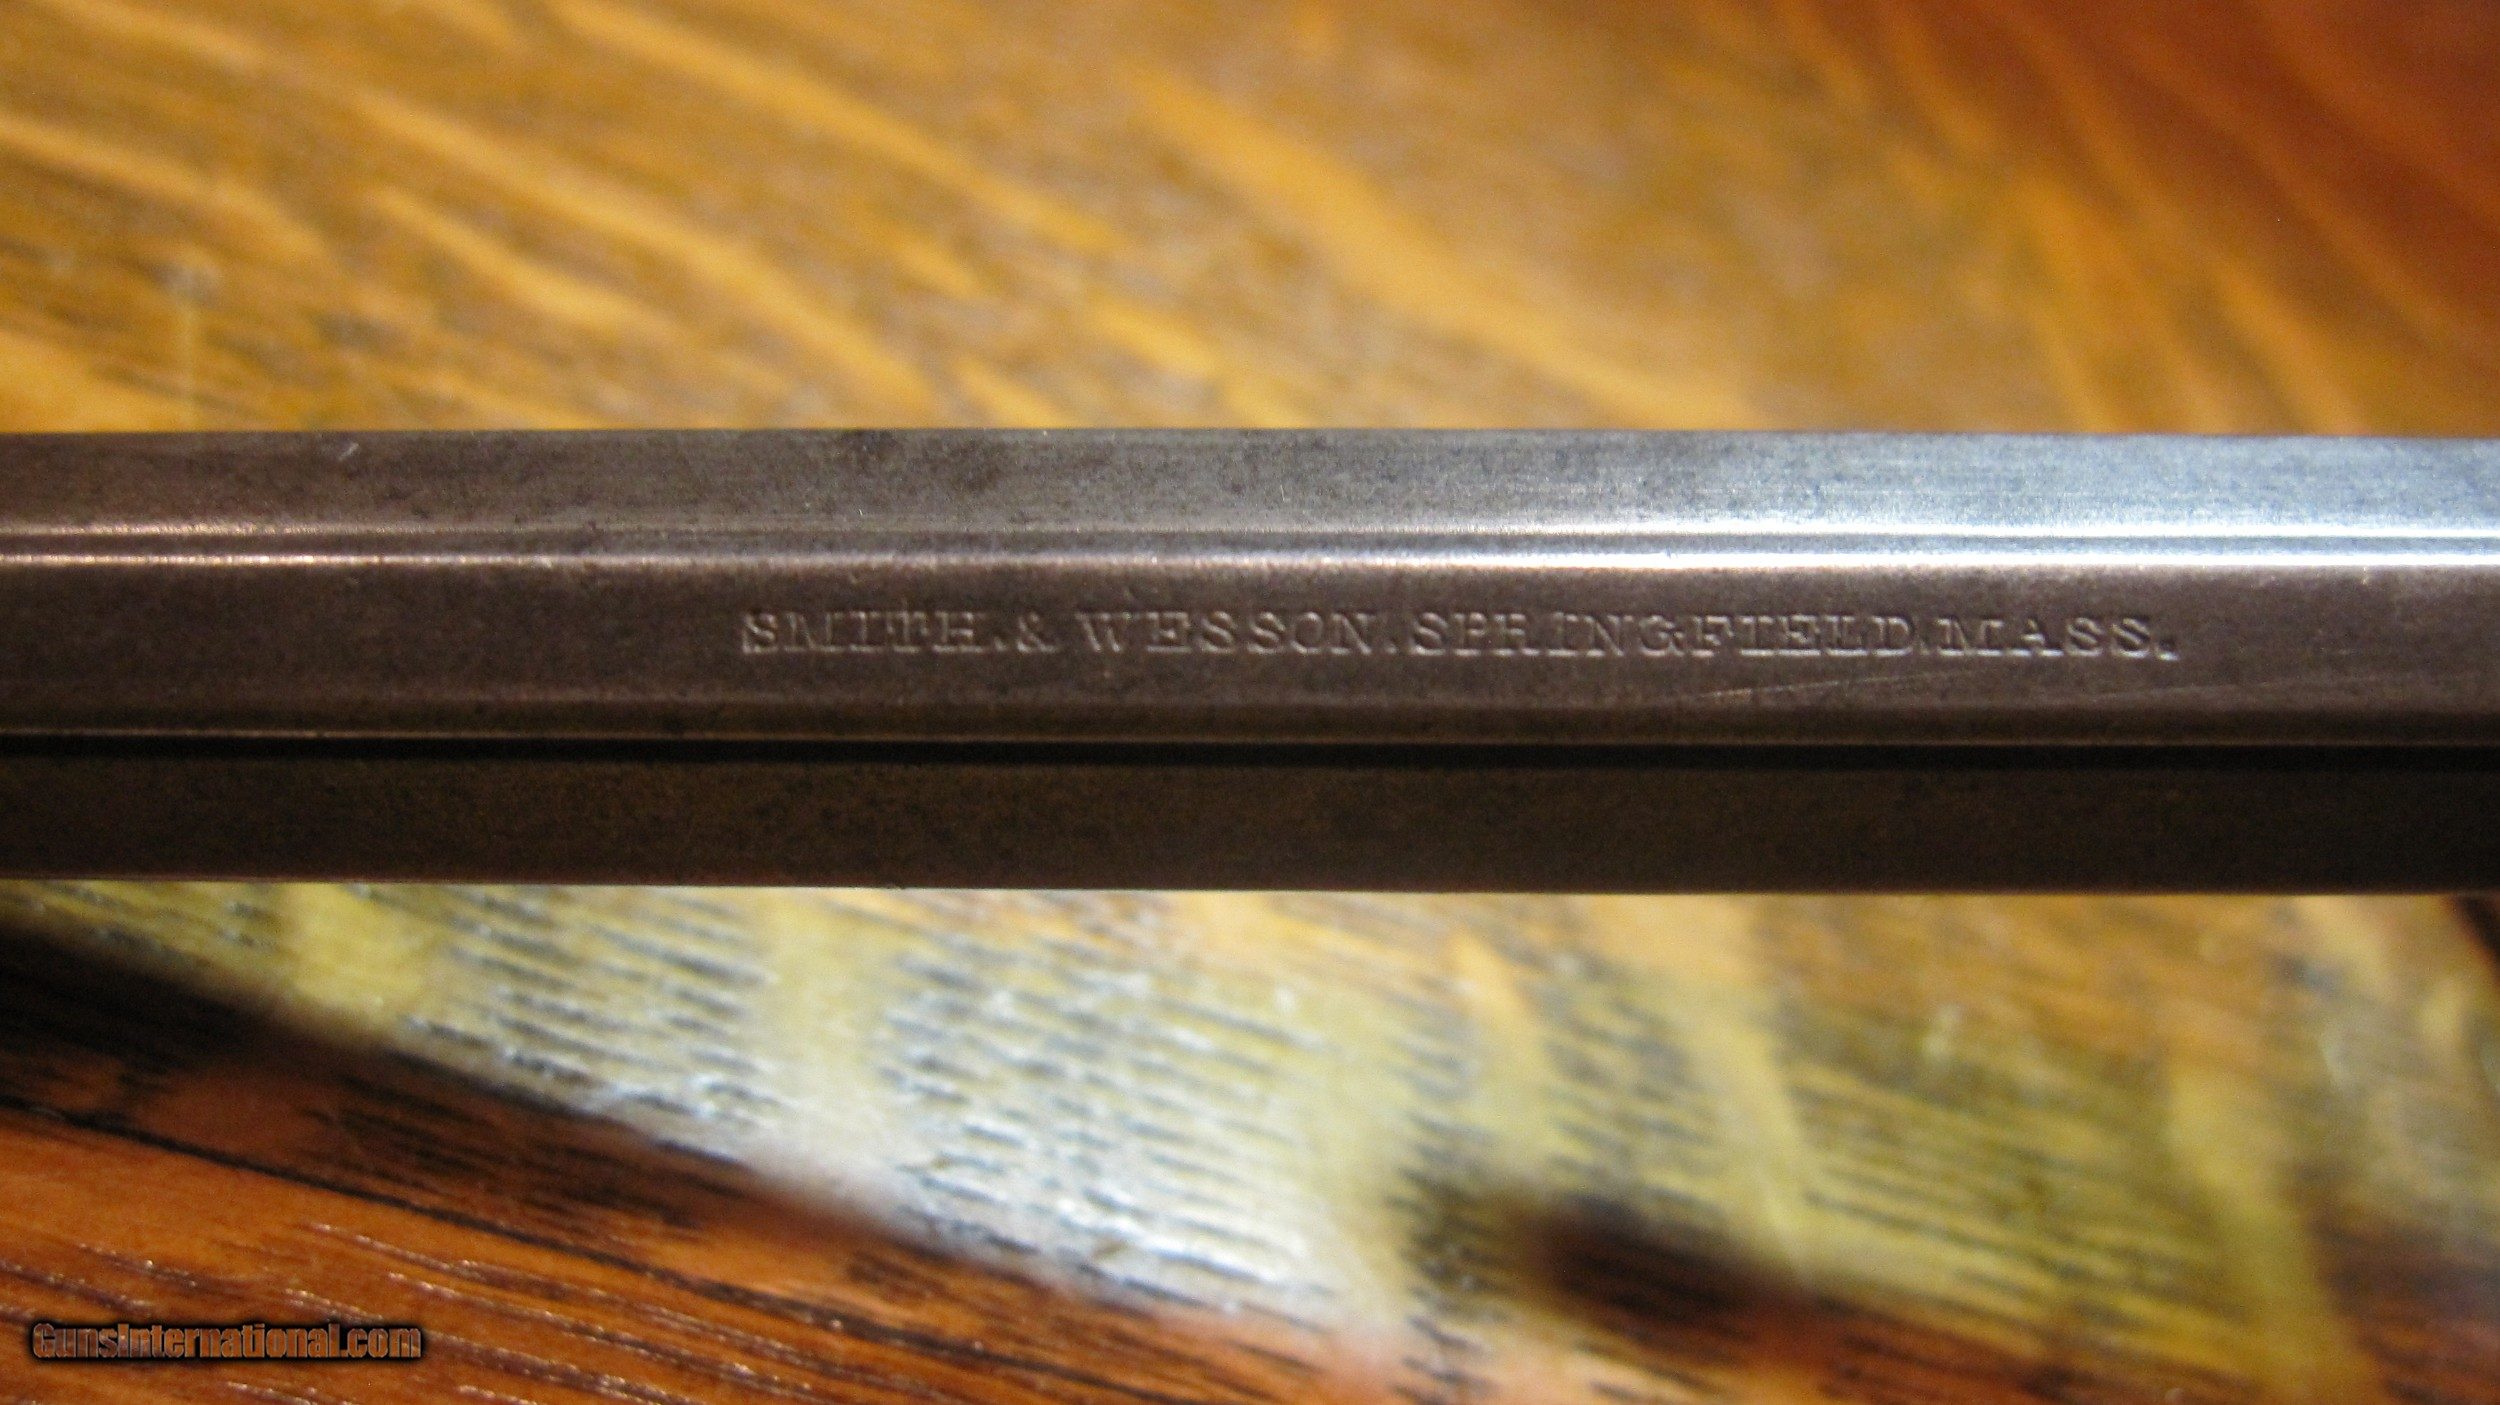 SMITH.& WESSON.SPRINGFIELD.MASS.
GunsInternational.com